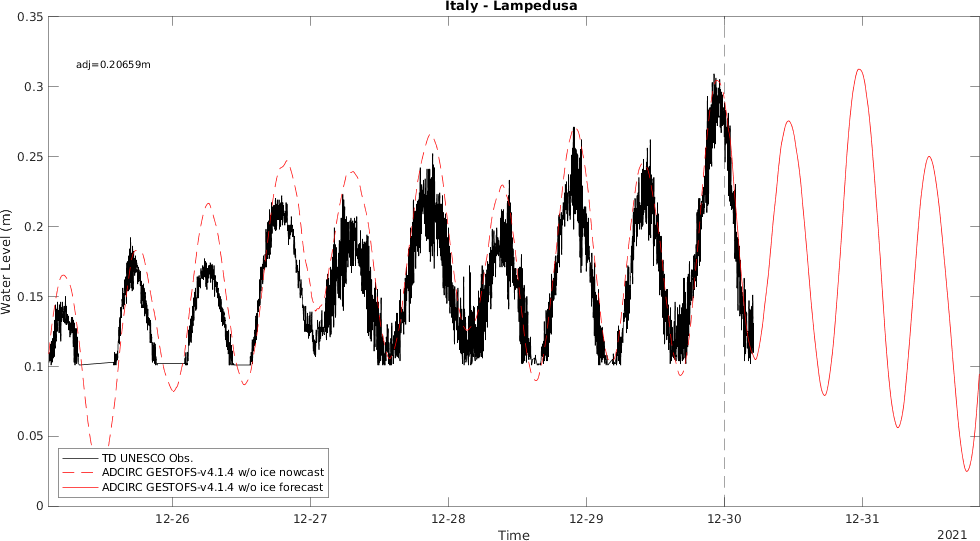 Italy - Lampedusa
adj=0.20659m
Water Level (m)
0.35
0.3
0.25
0.2
0.15
0.1
0.05
0
TD UNESCO Obs.
ADCIRC GESTOFS-v4.1.4 w/o ice nowcast
ADCIRC GESTOFS-v4.1.4 w/o ice forecast
12-26 12-27 12-28 12-29 12-30 12-31
Time
2021